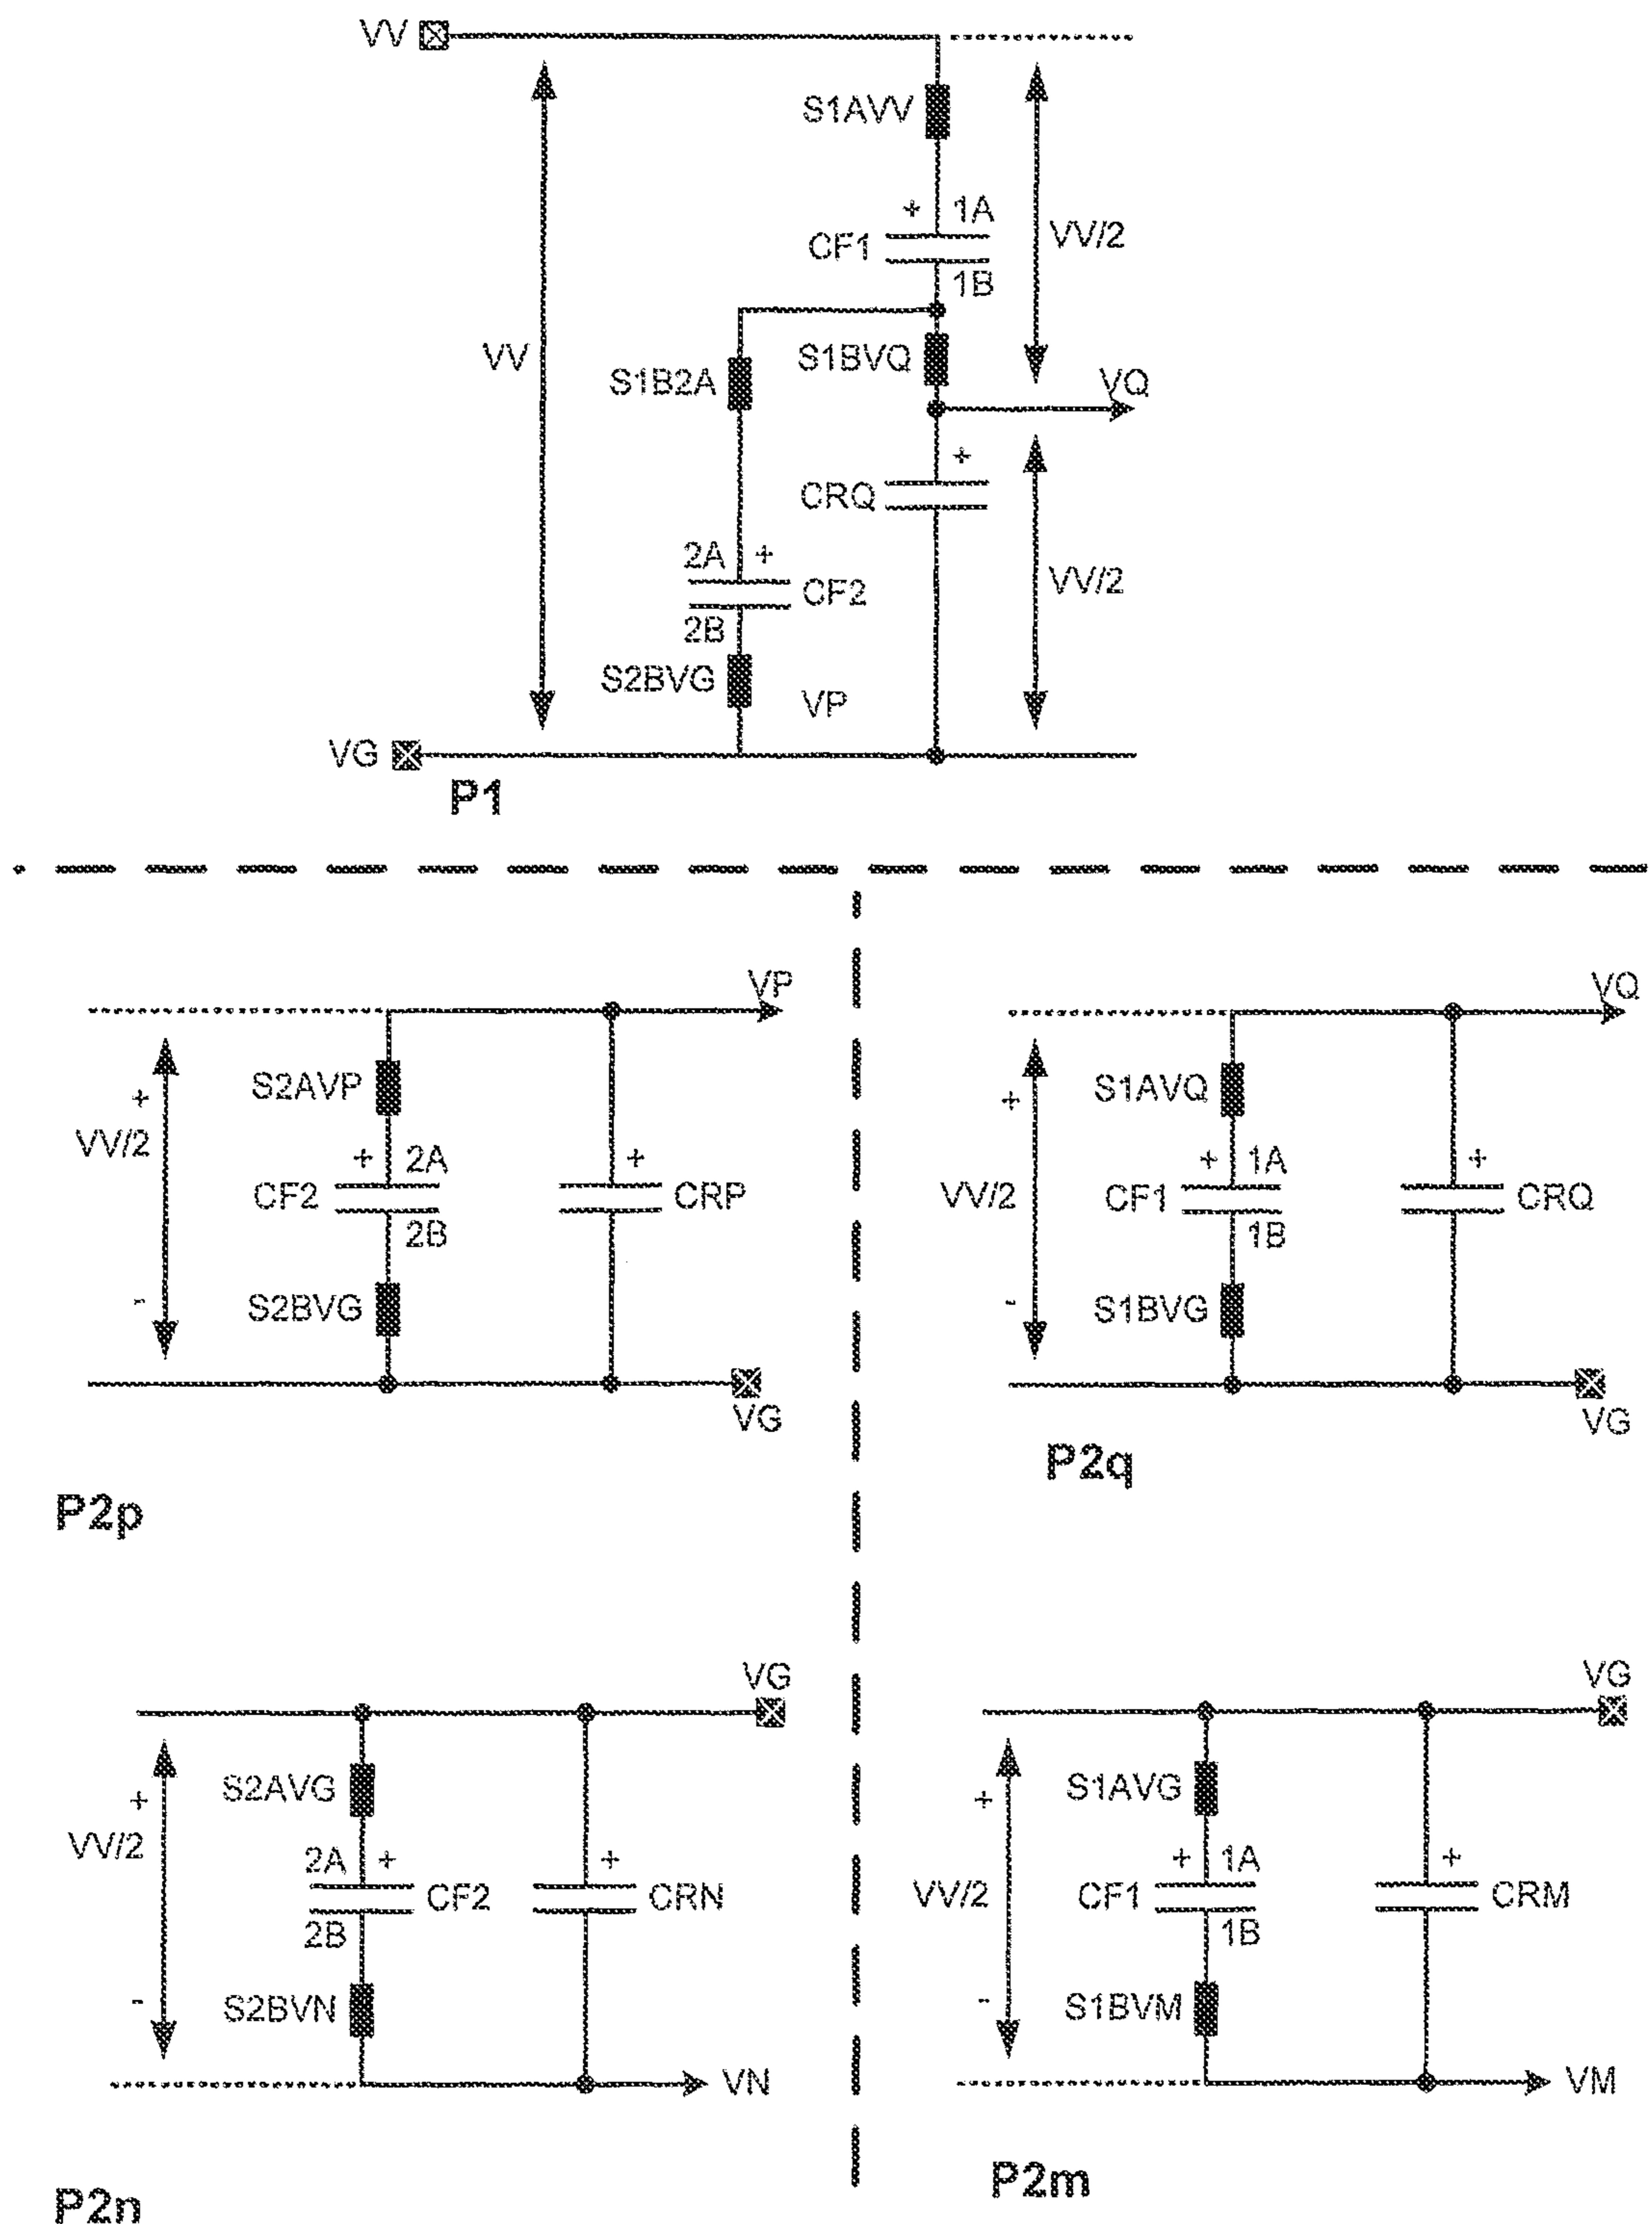 VV
S1AVV
+ 1A
CF1
VV/2
1B
VV
S1B2A
S1BVQ
VQ
+
CRQ
2A +
CF2
VV/2
2B
S2BVG
VP
VG
P1
VP
S2AVP
+
VV/2
+ 2A
+
CF2
CRP
2B
-
S2BVG
VG
P2p
VQ
S1AVQ
+
VV/2
+ 1A
+
CF1
CRQ
1B
-
S1BVG
VG
P2q
VG
S2AVG
+
VV/2
2A +
+
CF2
CRN
2B
-
S2BVN
VN
P2n
VG
S1AVG
+
VV/2
+ 1A
+
CF1
CRM
1B
-
S1BVM
VM
P2m